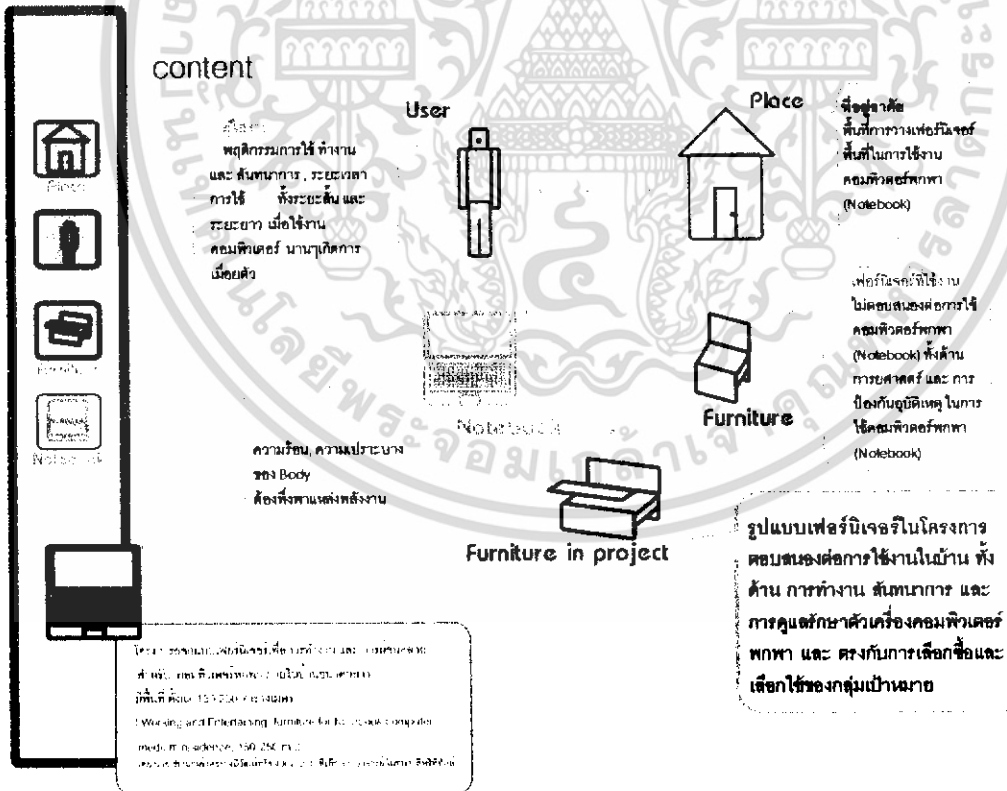 content
User
Place
ผู้ใช้งาน
พฤติกรรมการใช้ ทำงาน
และ สันทนาการ , ระยะเวลา
การใช้ ทั้งระยะสั้น และ
ระยะยาว เมื่อใช้งาน
คอมพิวเตอร์ นานๆเกิดการ
เมื่อยตัว
ที่อยู่อาศัย
พื้นที่การวางเฟอร์นิเจอร์
พื้นที่ในการใช้งาน
คอมพิวเตอร์พกพา
(Notebook)
Place
เฟอร์นิเจอร์ที่ใช้งาน
ไม่ตอบสนองต่อการใช้
คอมพิวเตอร์พกพา
(Notebook) ทั้งด้าน
การยศาสตร์ และ การ
ป้องกันอุบัติเหตุ ในการ
ใช้คอมพิวเตอร์พกพา
(Notebook)
Furniture
Notebook
Notebook
ความร้อน, ความเปราะบาง
ของ Body
ต้องพึ่งพาแหล่งพลังงาน
Furniture in project
รูปแบบเฟอร์นิเจอร์ในโครงการ
ตอบสนองต่อการใช้งานในบ้าน ทั้ง
ด้าน การทำงาน สันทนาการ และ
การดูแลรักษาตัวเครื่องคอมพิวเตอร์
พกพา และ ตรงกับการเลือกซื้อและ
เลือกใช้ของกลุ่มเป้าหมาย
Working and Entertaining furniture for Notebook computer
medium residence, 150-250 m